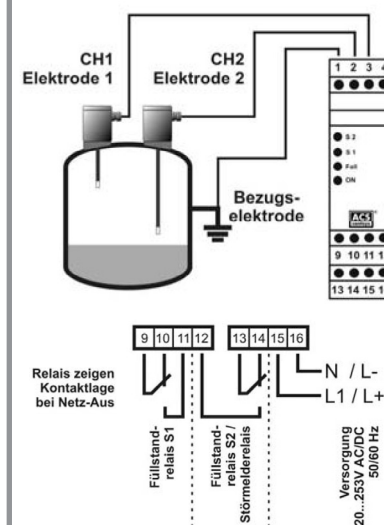 CH1
Elektrode 1
CH2
Elektrode 2
1 2 3 4
S 2
S 1
Fail
ON
Bezugs-
elektrode
ACS
9 10 11 1
13 14 15 1
9 10 11 12 13 14 15 16
Relais zeigen
Kontaktlage
bei Netz-Aus
N / L-
L1 / L+
Füllstand-
relais S1
Füllstand-
relais S2 /
Störmelderelais
Versorgung
20...253V AC/DC
50/60 Hz